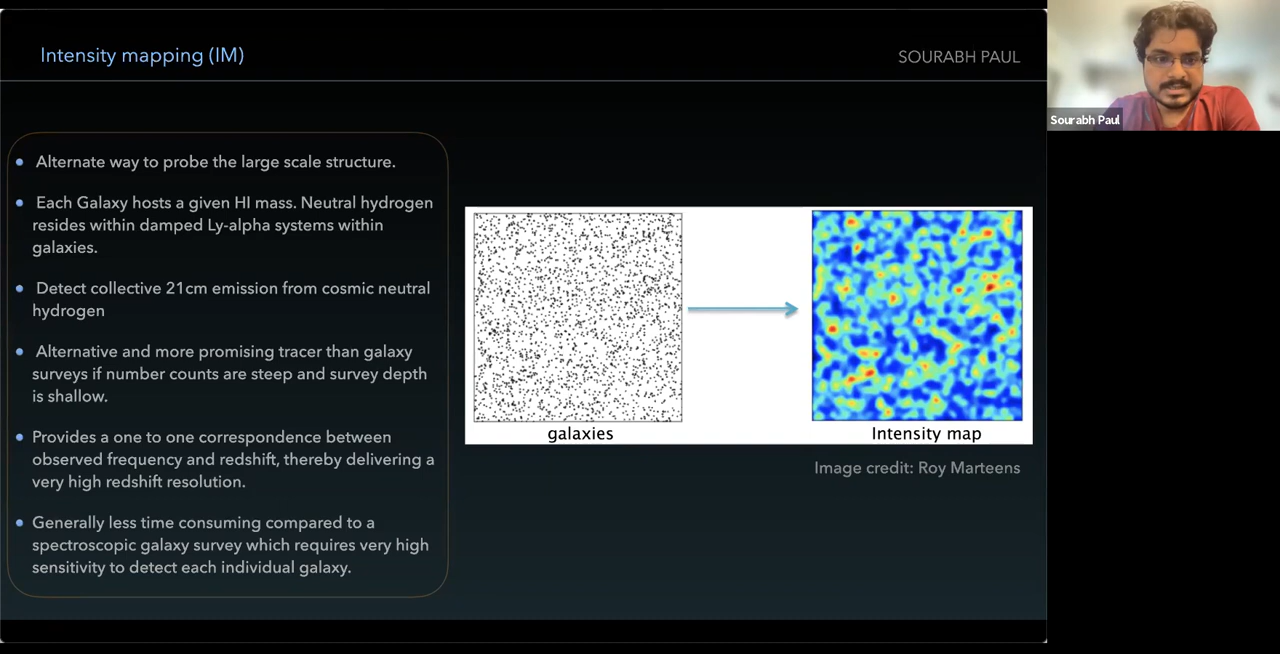 Intensity mapping (IM)
SOURABH PAUL
Sourabh Paul
Alternate way to probe the large scale structure.
Each Galaxy hosts a given HI mass. Neutral hydrogen
resides within damped Ly-alpha systems within
galaxies.
Detect collective 21cm emission from cosmic neutral
hydrogen
Alternative and more promising tracer than galaxy
surveys if number counts are steep and survey depth
is shallow.
Provides a one to one correspondence between
observed frequency and redshift, thereby delivering a
very high redshift resolution.
Generally less time consuming compared to a
spectroscopic galaxy survey which requires very high
sensitivity to detect each individual galaxy.
galaxies
Intensity map
Image credit: Roy Marteens